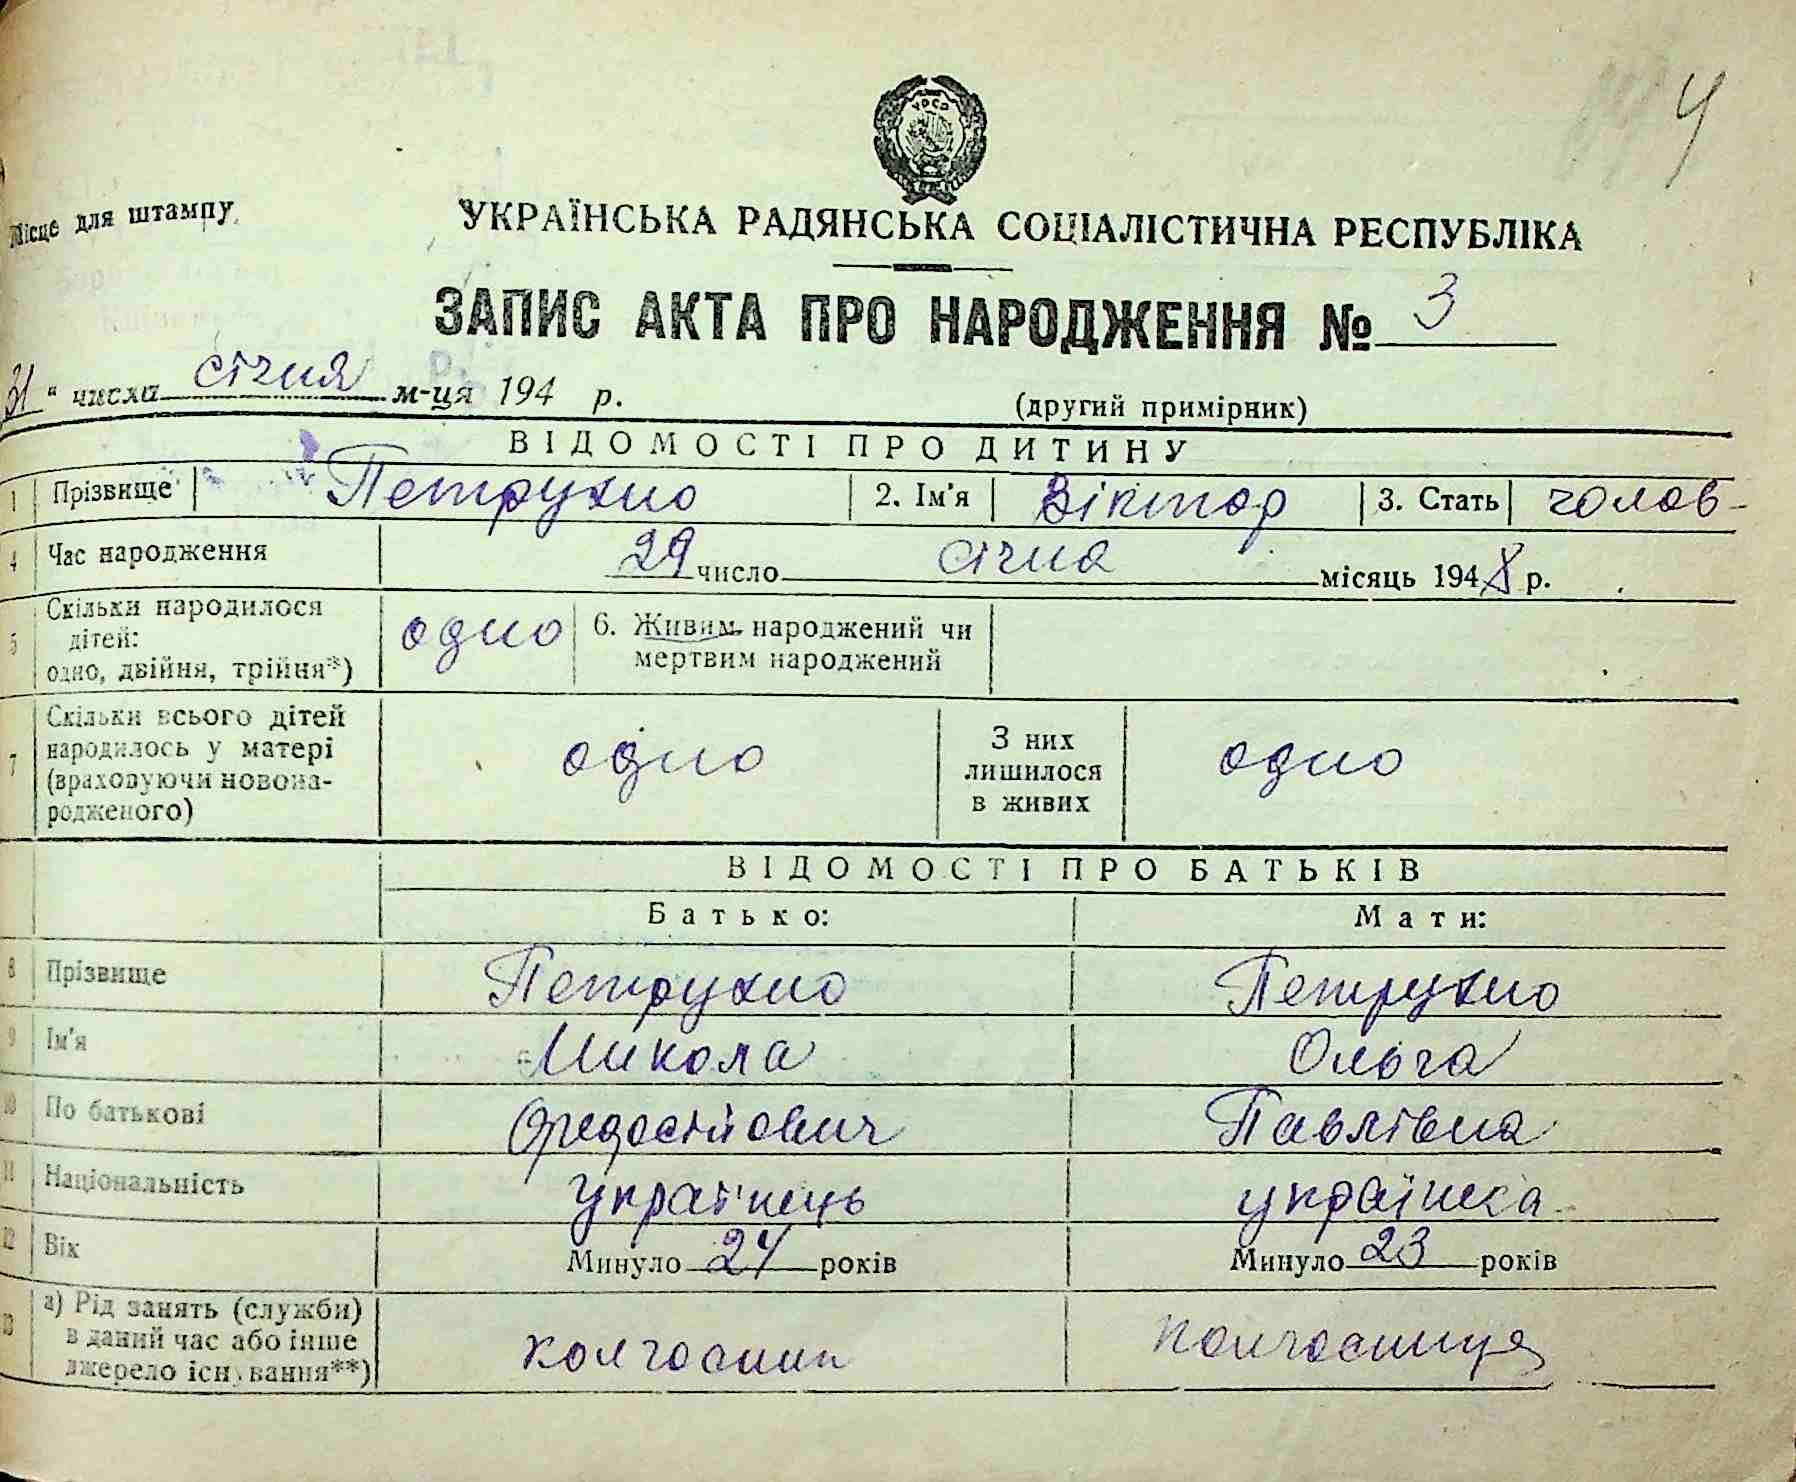 4
УРСР
Місце для штампу
УКРАЇНСЬКА РАДЯНСЬКА СОЦІАЛІСТИЧНА РЕСПУБЛІКА
ЗАПИС АКТА ПРО НАРОДЖЕННЯ № 3
31 " числа січня м-ця 194 р.
(другий примірник)
ВІДОМОСТІ ПРО ДИТИНУ
1 Прізвище Петрухно 2. Ім'я Віктор 3. Стать чолов-
4 Час народження 29 число січна місяць 1948 р.
5 Скільки народилося дітей: одно, двійня, трійня*) одно 6. Живим народжений чи мертвим народжений
7 Скільки всього дітей народилось у матері (враховуючи новонародженого) одно З них лишилося в живих одно
ВІДОМОСТІ ПРО БАТЬКІВ
Батько: Мати:
8 Прізвище Петрухно Петрухно
9 Ім'я Микола Ольга
10 По батькові Федосійович Павлівна
11 Національність українець українка
12 Вік Минуло 24 років Минуло 23 років
13 а) Рід занять (служби) в даний час або інше джерело існування**) колгоспник колгоспниця